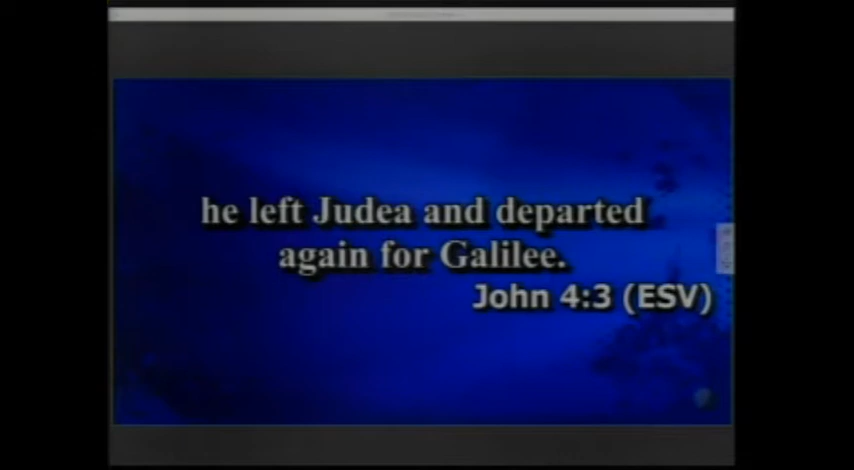 he left Judea and departed
again for Galilee.
John 4:3 (ESV)